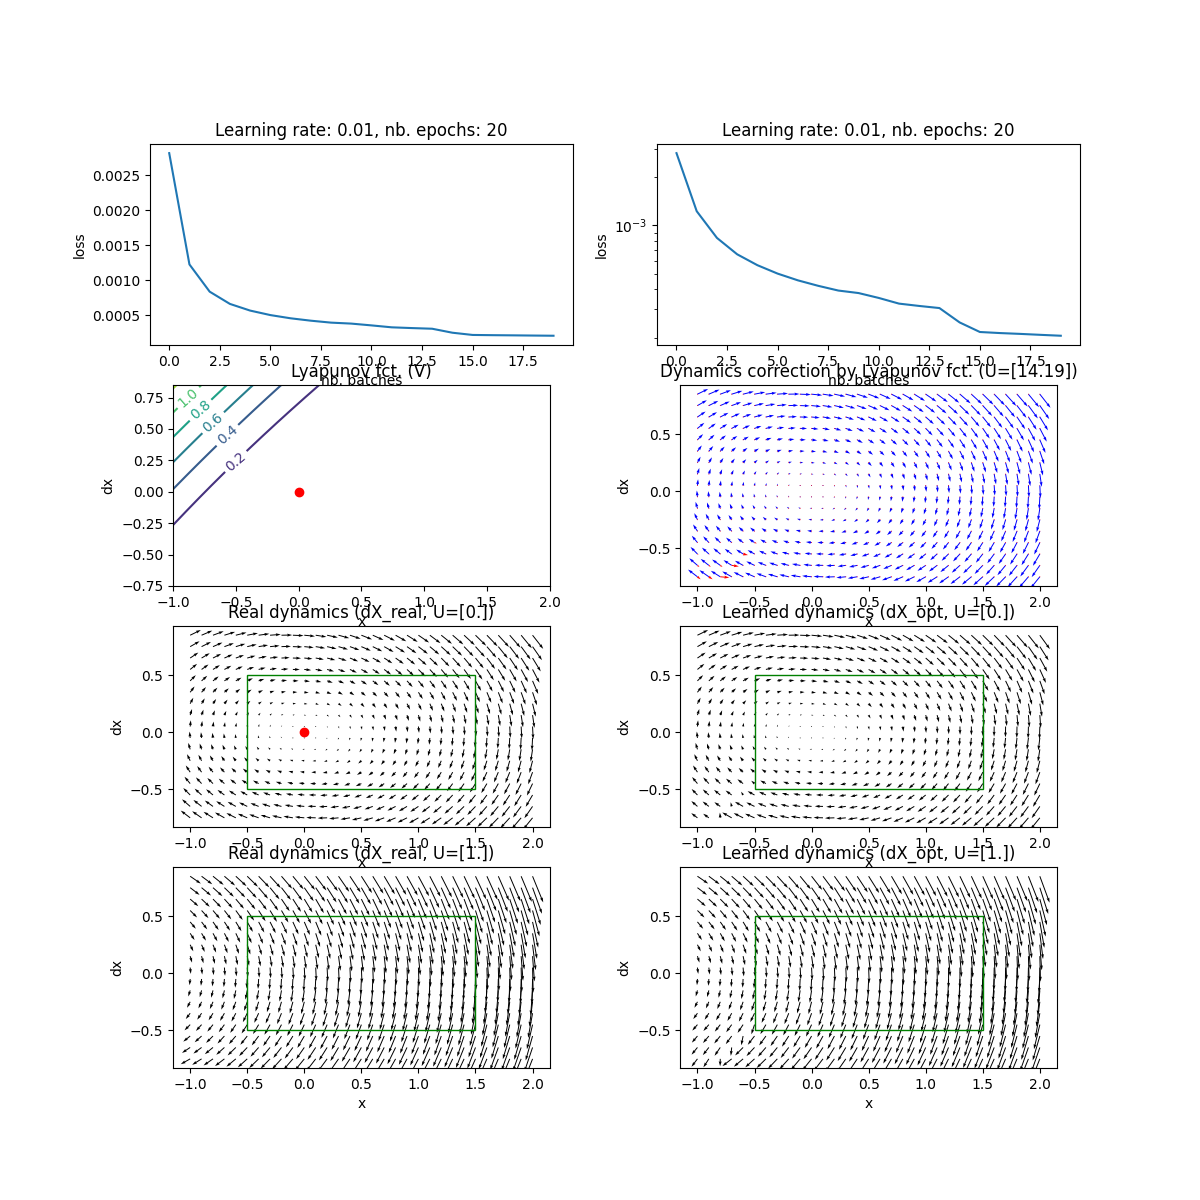 Learning rate: 0.01, nb. epochs: 20
loss
0.0025
0.0020
0.0015
0.0010
0.0005
0.0 2.5 5.0 7.5 10.0 12.5 15.0 17.5
nb. batches
Learning rate: 0.01, nb. epochs: 20
loss
10⁻³
0.0 2.5 5.0 7.5 10.0 12.5 15.0 17.5
nb. batches
Lyapunov fct. (V)
dx
0.75
0.50
0.25
0.00
−0.25
−0.50
−0.75
1.0
0.8
0.6
0.4
0.2
−1.0 −0.5 0.0 0.5 1.0 1.5 2.0
x
Dynamics correction by Lyapunov fct. (U=[14.19])
dx
0.5
0.0
−0.5
−1.0 −0.5 0.0 0.5 1.0 1.5 2.0
x
Real dynamics (dX_real, U=[0.])
dx
0.5
0.0
−0.5
−1.0 −0.5 0.0 0.5 1.0 1.5 2.0
x
Learned dynamics (dX_opt, U=[0.])
dx
0.5
0.0
−0.5
−1.0 −0.5 0.0 0.5 1.0 1.5 2.0
x
Real dynamics (dX_real, U=[1.])
dx
0.5
0.0
−0.5
−1.0 −0.5 0.0 0.5 1.0 1.5 2.0
x
Learned dynamics (dX_opt, U=[1.])
dx
0.5
0.0
−0.5
−1.0 −0.5 0.0 0.5 1.0 1.5 2.0
x